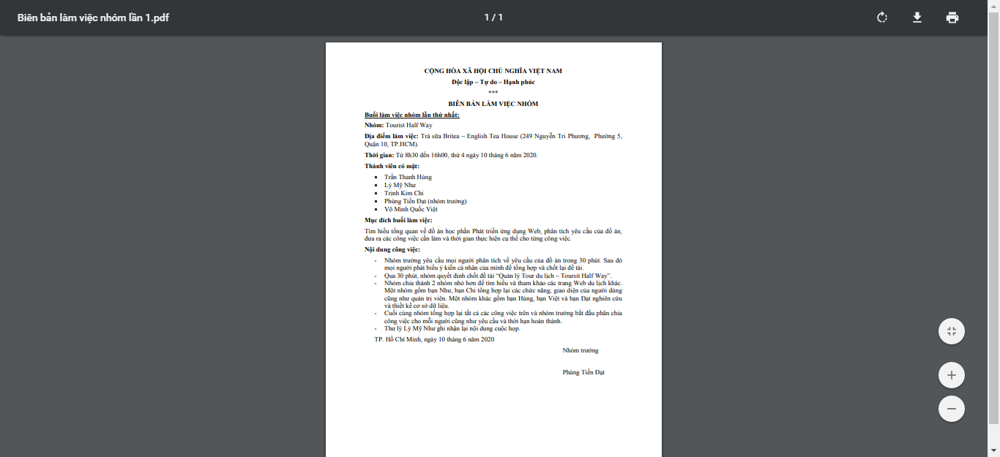 Biên bản làm việc nhóm lần 1.pdf
1 / 1
CỘNG HÒA XÃ HỘI CHỦ NGHĨA VIỆT NAM
Độc lập – Tự do – Hạnh phúc
***
BIÊN BẢN LÀM VIỆC NHÓM
Buổi làm việc nhóm lần thứ nhất:
Nhóm: Tourist Half Way
Địa điểm làm việc: Trà sữa Britea – English Tea House (249 Nguyễn Tri Phương, Phường 5,
Quận 10, TP.HCM).
Thời gian: Từ 8h30 đến 16h00, thứ 4 ngày 10 tháng 6 năm 2020.
Thành viên có mặt:
• Trần Thanh Hùng
• Lý Mỹ Như
• Trịnh Kim Chi
• Phùng Tiến Đạt (nhóm trưởng)
• Võ Minh Quốc Việt
Mục đích buổi làm việc:
Tìm hiểu tổng quan về đồ án học phần Phát triển ứng dụng Web, phân tích yêu cầu của đồ án,
đưa ra các công việc cần làm và thời gian thực hiện cụ thể cho từng công việc.
Nội dung công việc:
- Nhóm trưởng yêu cầu mọi người phân tích về yêu cầu của đồ án trong 30 phút. Sau đó
mọi người phát biểu ý kiến cá nhân của mình để tổng hợp và chốt lại đề tài.
- Qua 30 phút, nhóm quyết định chốt đề tài “Quản lý Tour du lịch – Toursit Half Way”.
- Nhóm chia thành 2 nhóm nhỏ hơn để tìm hiểu và tham khảo các trang Web du lịch khác.
Một nhóm gồm bạn Như, bạn Chi tổng hợp lại các chức năng, giao diện của người dùng
cũng như quản trị viên. Một nhóm khác gồm bạn Hùng, bạn Việt và bạn Đạt nghiên cứu
và thiết kế cơ sở dữ liệu.
- Cuối cùng nhóm tổng hợp lại tất cả các công việc trên và nhóm trưởng bắt đầu phân chia
công việc cho mỗi người cũng như yêu cầu và thời hạn hoàn thành.
- Thư lý Lý Mỹ Như ghi nhận lại nội dung cuộc họp.
TP. Hồ Chí Minh, ngày 10 tháng 6 năm 2020
Nhóm trưởng
Phùng Tiến Đạt